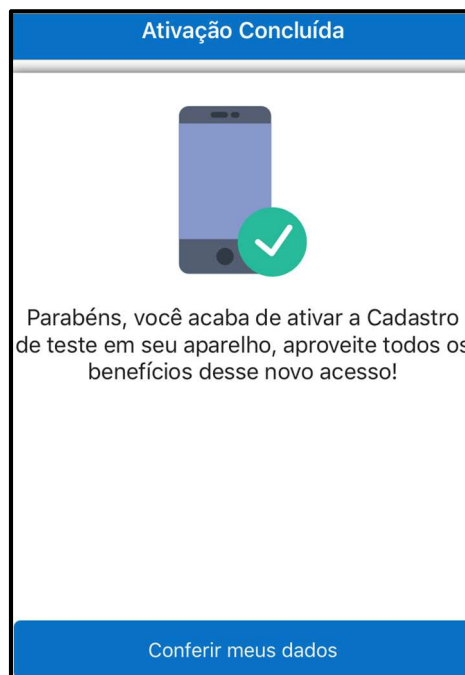 Ativação Concluída
Parabéns, você acaba de ativar a Cadastro
de teste em seu aparelho, aproveite todos os
benefícios desse novo acesso!
Conferir meus dados